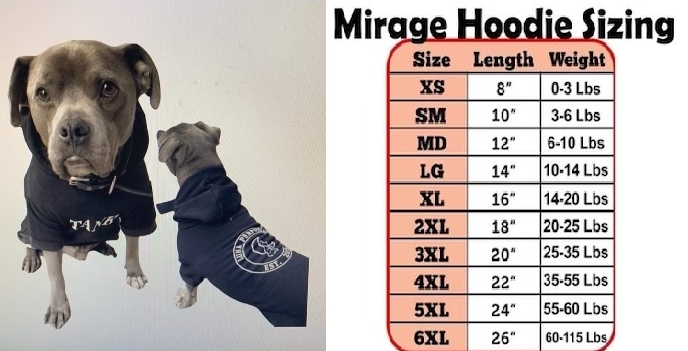 TANK
EST.
Mirage Hoodie Sizing
Size Length Weight
XS 8" 0-3 Lbs
SM 10" 3-6 Lbs
MD 12" 6-10 Lbs
LG 14" 10-14 Lbs
XL 16" 14-20 Lbs
2XL 18" 20-25 Lbs
3XL 20" 25-35 Lbs
4XL 22" 35-55 Lbs
5XL 24" 55-60 Lbs
6XL 26" 60-115 Lbs